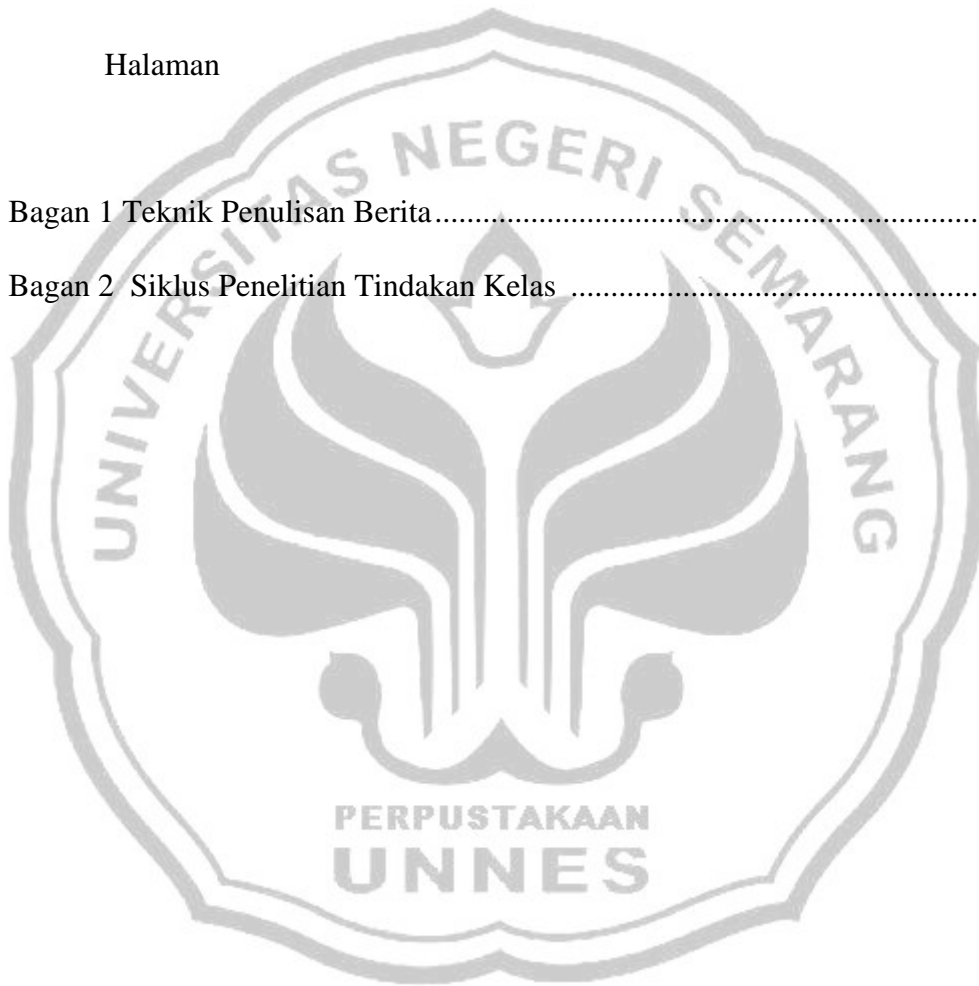 Halaman
Bagan 1 Teknik Penulisan Berita.................................................................
Bagan 2  Siklus Penelitian Tindakan Kelas  .................................................
UNIVERSITAS NEGERI SEMARANG
PERPUSTAKAAN
UNNES